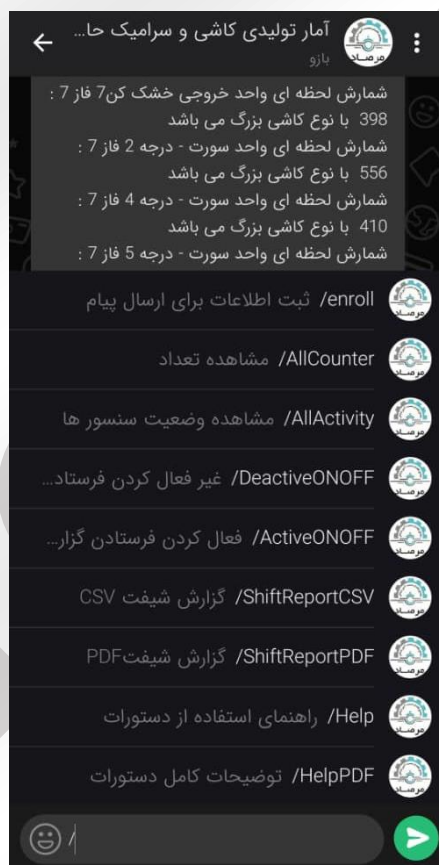 آمار تولیدی کاشی و سرامیک حا...
بازو
مرصاد
شمارش لحظه ای واحد خروجی خشک کن7 فاز 7 :
398 با نوع کاشی بزرگ می باشد
شمارش لحظه ای واحد سورت - درجه 2 فاز 7 :
556 با نوع کاشی بزرگ می باشد
شمارش لحظه ای واحد سورت - درجه 4 فاز 7 :
410 با نوع کاشی بزرگ می باشد
شمارش لحظه ای واحد سورت - درجه 5 فاز 7 :
/enroll ثبت اطلاعات برای ارسال پیام
/AllCounter مشاهده تعداد
/AllActivity مشاهده وضعیت سنسور ها
/DeactiveONOFF غیر فعال کردن فرستاد...
/ActiveONOFF فعال کردن فرستادن گزار...
/ShiftReportCSV گزارش شیفت CSV
/ShiftReportPDF گزارش شیفتPDF
/Help راهنمای استفاده از دستورات
/HelpPDF توضیحات کامل دستورات
/